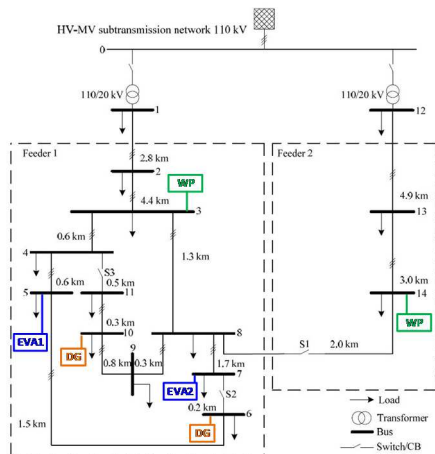 HV-MV subtransmission network 110 kV
0
110/20 kV
110/20 kV
1
12
Feeder 1
Feeder 2
2.8 km
2
WP
4.4 km
4.9 km
3
13
0.6 km
1.3 km
4
S3
3.0 km
0.6 km
0.5 km
5
11
14
EVA1
0.3 km
WP
10
9
8
DG
S1
2.0 km
0.8 km
0.3 km
1.7 km
EVA2
7
S2
Load
1.5 km
0.2 km
Transformer
DG
6
Bus
Switch/CB